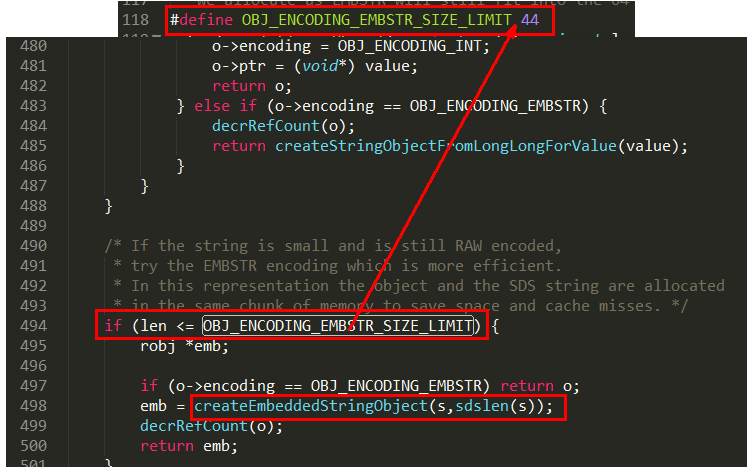 117 we allocate as EMBSTR will still fit into the 64
118 #define OBJ_ENCODING_EMBSTR_SIZE_LIMIT 44
480 o->encoding = OBJ_ENCODING_INT;
481 o->ptr = (void*) value;
482 return o;
483 } else if (o->encoding == OBJ_ENCODING_EMBSTR) {
484 decrRefCount(o);
485 return createStringObjectFromLongLongForValue(value);
486 }
487 }
488 }
489
490 /* If the string is small and is still RAW encoded,
491 * try the EMBSTR encoding which is more efficient.
492 * In this representation the object and the SDS string are allocated
493 * in the same chunk of memory to save space and cache misses. */
494 if (len <= OBJ_ENCODING_EMBSTR_SIZE_LIMIT) {
495 robj *emb;
496
497 if (o->encoding == OBJ_ENCODING_EMBSTR) return o;
498 emb = createEmbeddedStringObject(s,sdslen(s));
499 decrRefCount(o);
500 return emb;
501 }